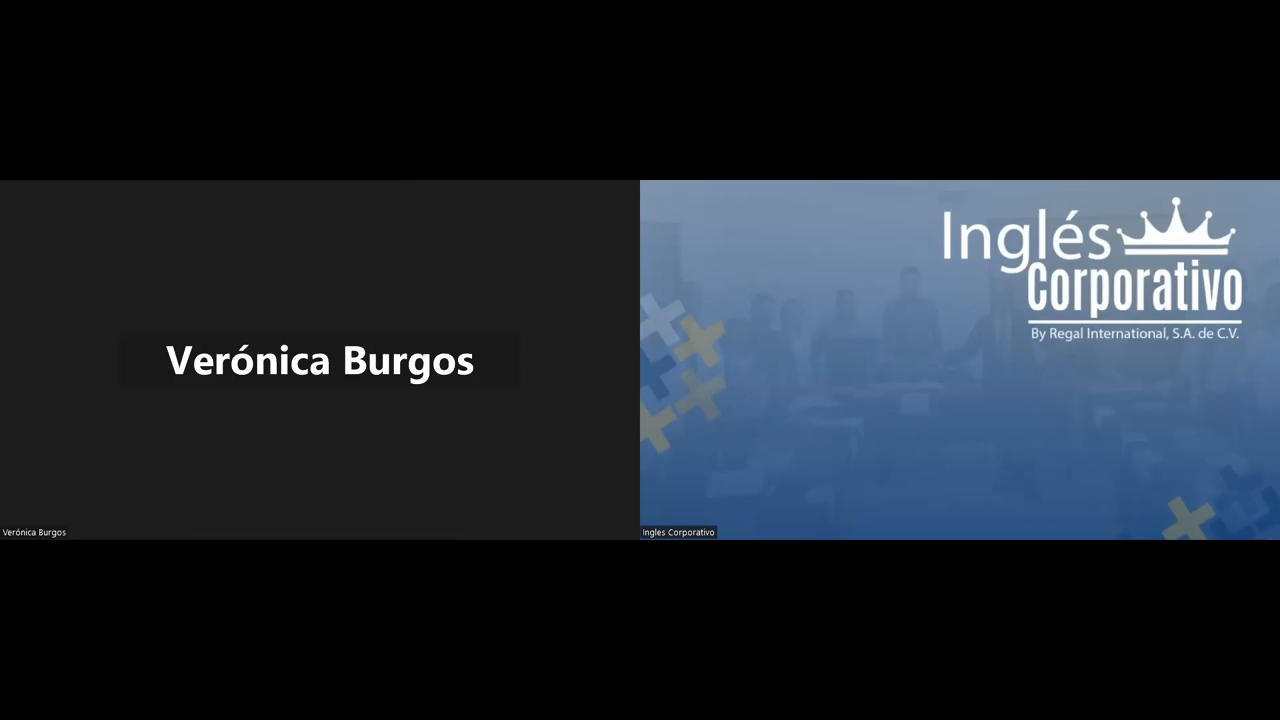 Verónica Burgos
Verónica Burgos
Inglés
Corporativo
By Regal International, S.A. de C.V.
Ingles Corporativo